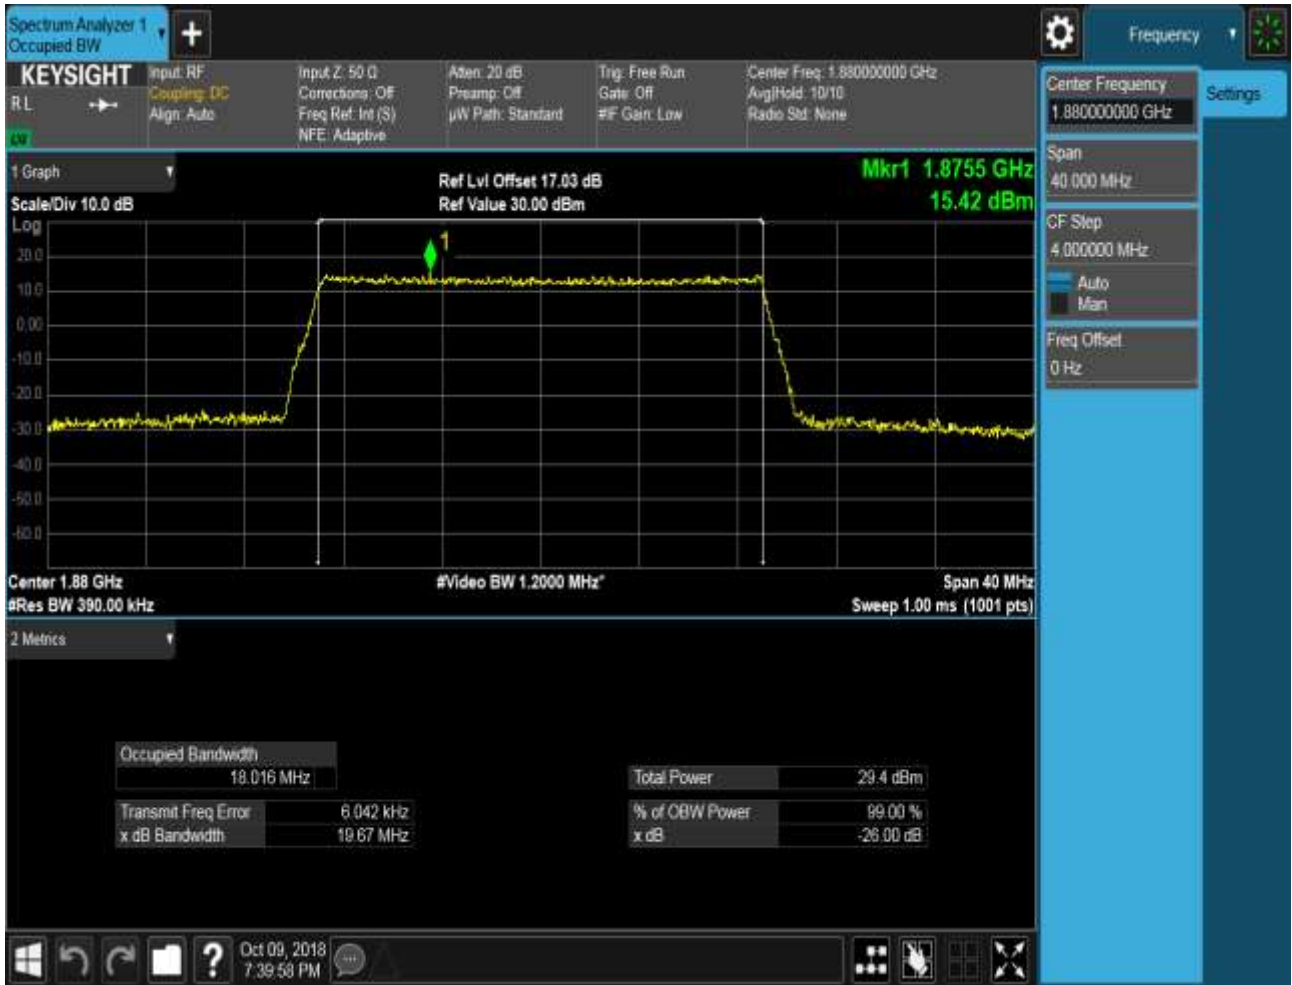 Spectrum Analyzer 1
Occupied BW
Frequency
KEYSIGHT
Input: RF
Coupling: DC
Align: Auto
RL
Input Z: 50 Ω
Corrections: Off
Freq Ref: Int (S)
NFE: Adaptive
Atten: 20 dB
Preamp: Off
µW Path: Standard
Trig: Free Run
Gate: Off
#IF Gain: Low
Center Freq: 1.880000000 GHz
Avg|Hold: 10/10
Radio Std: None
Center Frequency
1.880000000 GHz
Settings
Span
40.000 MHz
CF Step
4.000000 MHz
Auto
Man
Freq Offset
0 Hz
1 Graph
Scale/Div 10.0 dB
Ref Lvl Offset 17.03 dB
Ref Value 30.00 dBm
Mkr1 1.8755 GHz
15.42 dBm
Log
1
20.0
10.0
0.00
-10.0
-20.0
-30.0
-40.0
-50.0
-60.0
Center 1.88 GHz
#Video BW 1.2000 MHz*
Span 40 MHz
#Res BW 390.00 kHz
Sweep 1.00 ms (1001 pts)
2 Metrics
Occupied Bandwidth
18.016 MHz
Total Power 29.4 dBm
Transmit Freq Error 6.042 kHz
% of OBW Power 99.00 %
x dB Bandwidth 19.67 MHz
x dB -26.00 dB
?
Oct 09, 2018
7:39:58 PM